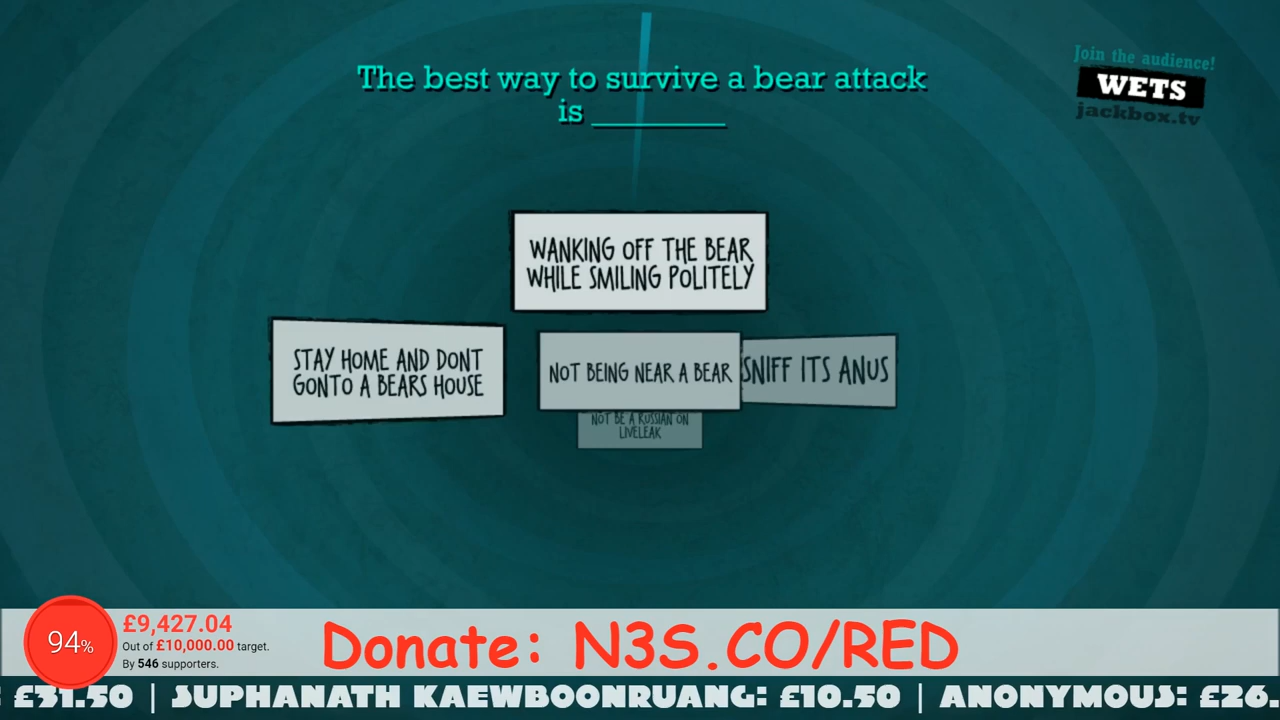 The best way to survive a bear attack
is __________
Join the audience!
WETS
jackbox.tv
WANKING OFF THE BEAR
WHILE SMILING POLITELY
STAY HOME AND DONT
GONTO A BEARS HOUSE
NOT BEING NEAR A BEAR
SNIFF ITS ANUS
NOT BE A RUSSIAN ON
LIVELEAK
94%
£9,427.04
Out of £10,000.00 target.
By 546 supporters.
Donate: N3S.CO/RED
: £31.50 | SUPHANATH KAEWBOONRUANG: £10.50 | ANONYMOUS: £26.